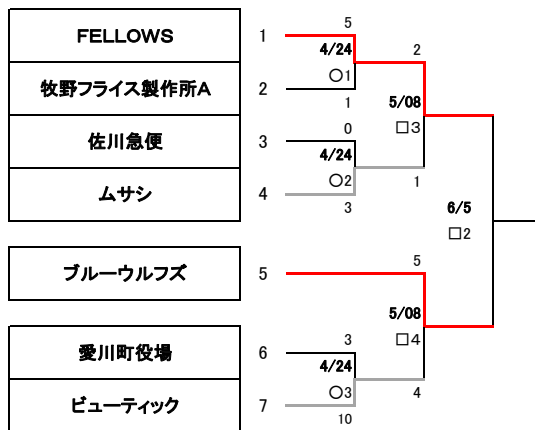 FELLOWS 1 5
4/24 2
○1
牧野フライス製作所A 2 1 5/08
佐川急便 3 0 □3
4/24
○2 1
ムサシ 4 3 6/5
□2
ブルーウルフズ 5 5
5/08
愛川町役場 6 3 □4
4/24
○3 4
ビューティック 7 10